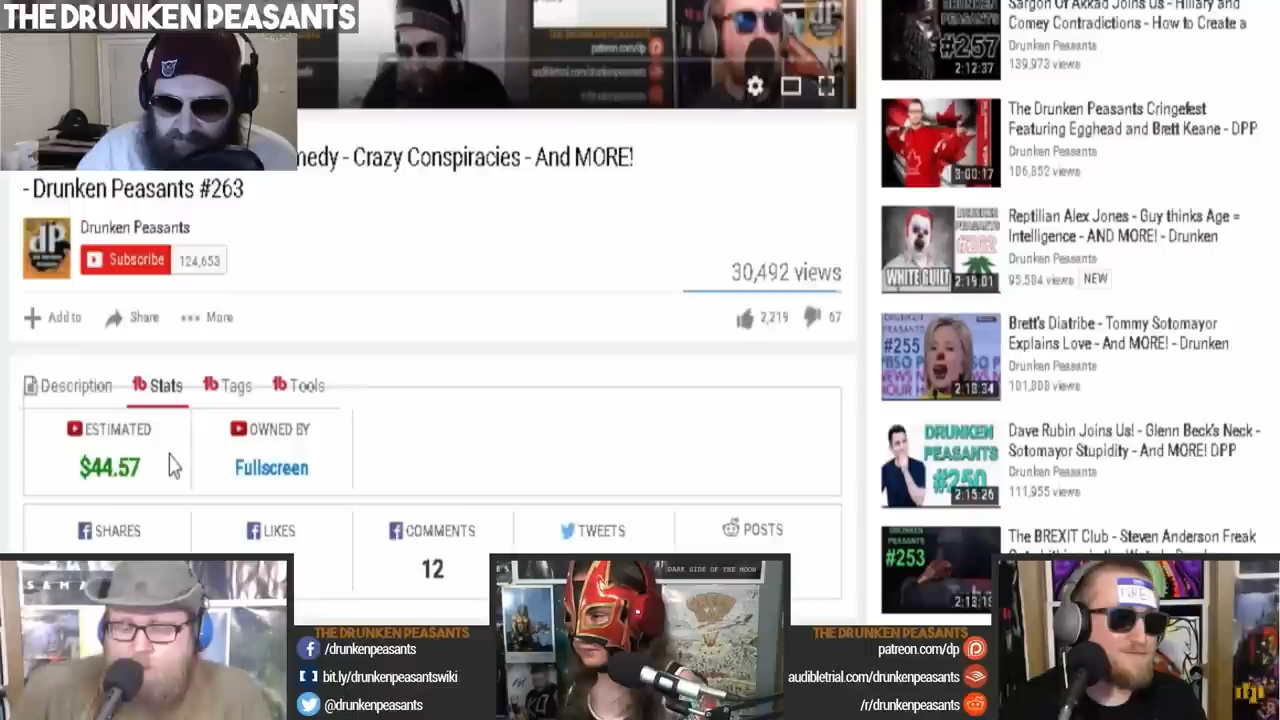 THE DRUNKEN PEASANTS
medy - Crazy Conspiracies - And MORE!
- Drunken Peasants #263
dp
Drunken Peasants
Subscribe 124,653
30,492 views
Add to Share More
2,219 67
Description Stats Tags Tools
ESTIMATED OWNED BY
$44.57 Fullscreen
SHARES LIKES COMMENTS TWEETS POSTS
12
Sargon Of Akkad Joins Us - Hillary and
Comey Contradictions - How to Create a
Drunken Peasants
139,973 views
#257
2:12:37
The Drunken Peasants Cringefest
Featuring Egghead and Brett Keane - DPP
Drunken Peasants
106,852 views
3:00:17
Reptilian Alex Jones - Guy thinks Age =
Intelligence - AND MORE! - Drunken
Drunken Peasants
95,584 views NEW
WHITE GUILT
2:19:01
Brett's Diatribe - Tommy Sotomayor
Explains Love - And MORE! - Drunken
Drunken Peasants
101,808 views
#255
2:18:34
Dave Rubin Joins Us! - Glenn Beck's Neck -
Sotomayor Stupidity - And MORE! DPP
Drunken Peasants
111,955 views
DRUNKEN
PEASANTS
#250
2:15:26
The BREXIT Club - Steven Anderson Freak
#253
THE DRUNKEN PEASANTS
/drunkenpeasants
bit.ly/drunkenpeasantswiki
@drunkenpeasants
DARK SIDE OF THE MOON
THE DRUNKEN PEASANTS
patreon.com/dp
audibletrial.com/drunkenpeasants
/r/drunkenpeasants
dp